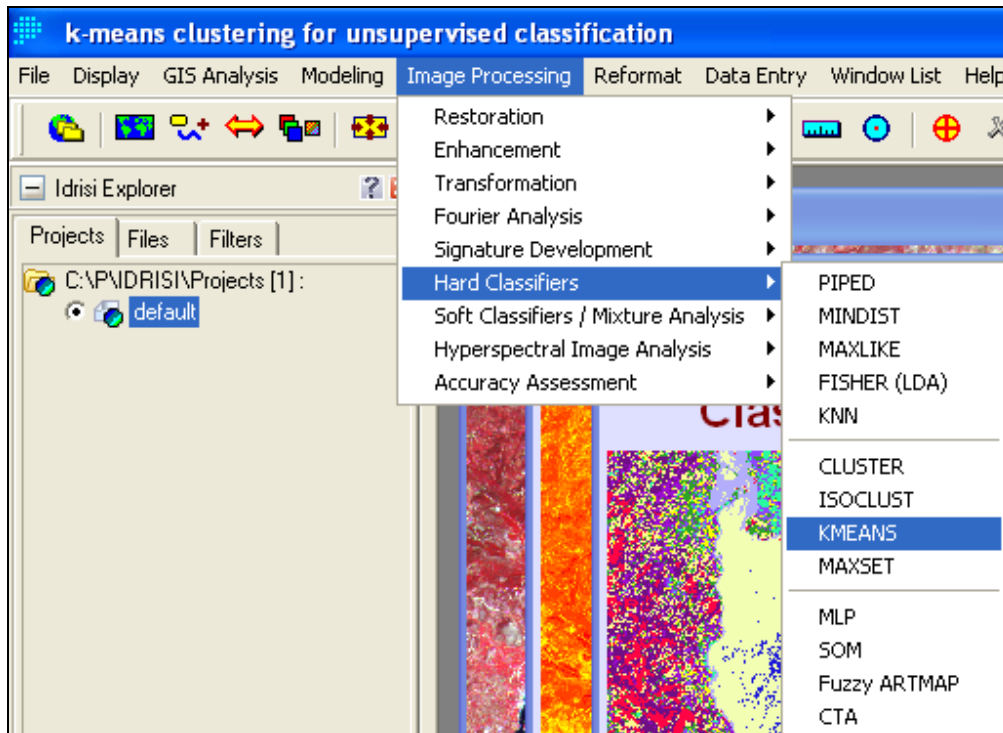 k-means clustering for unsupervised classification
File Display GIS Analysis Modeling Image Processing Reformat Data Entry Window List Help
Idrisi Explorer ?
Projects Files Filters
C:\P\IDRISI\Projects [1] :
default
Restoration
Enhancement
Transformation
Fourier Analysis
Signature Development
Hard Classifiers
Soft Classifiers / Mixture Analysis
Hyperspectral Image Analysis
Accuracy Assessment
PIPED
MINDIST
MAXLIKE
FISHER (LDA)
KNN
CLUSTER
ISOCLUST
KMEANS
MAXSET
MLP
SOM
Fuzzy ARTMAP
CTA